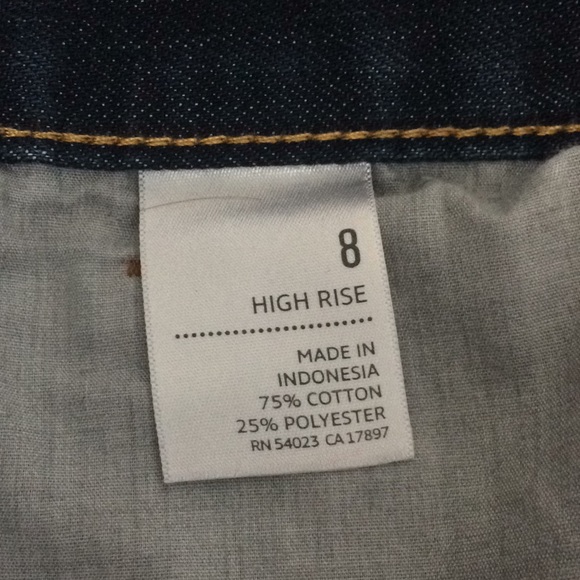 8
HIGH RISE
MADE IN
INDONESIA
75% COTTON
25% POLYESTER
RN 54023 CA 17897